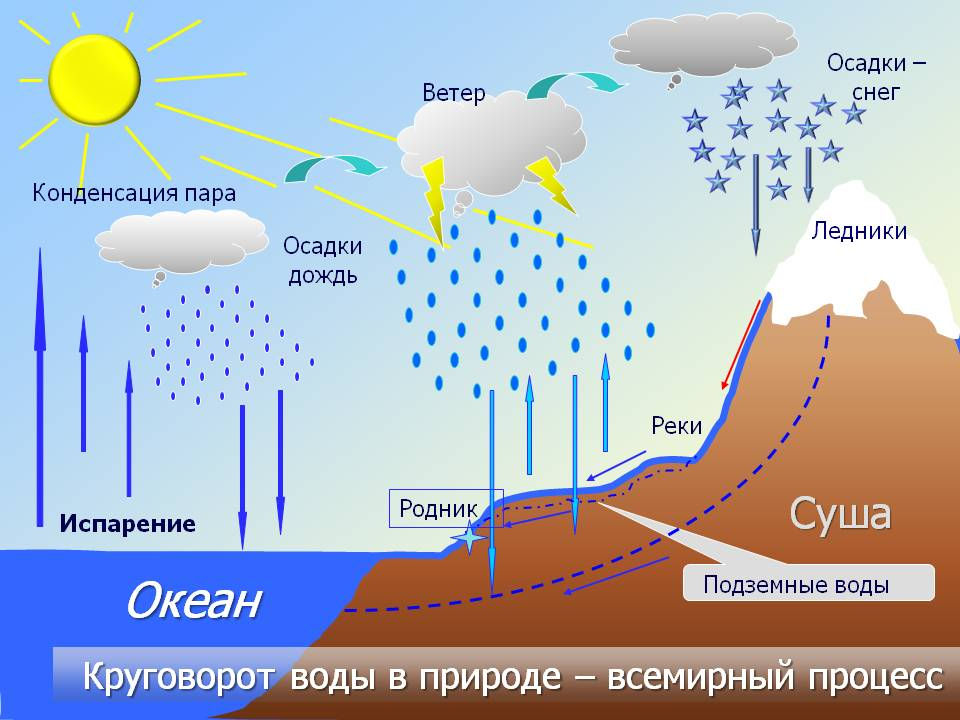 Осадки –
снег
Ветер
Конденсация пара
Осадки
дождь
Ледники
Реки
Родник
Испарение
Суша
Подземные воды
Океан
Круговорот воды в природе – всемирный процесс